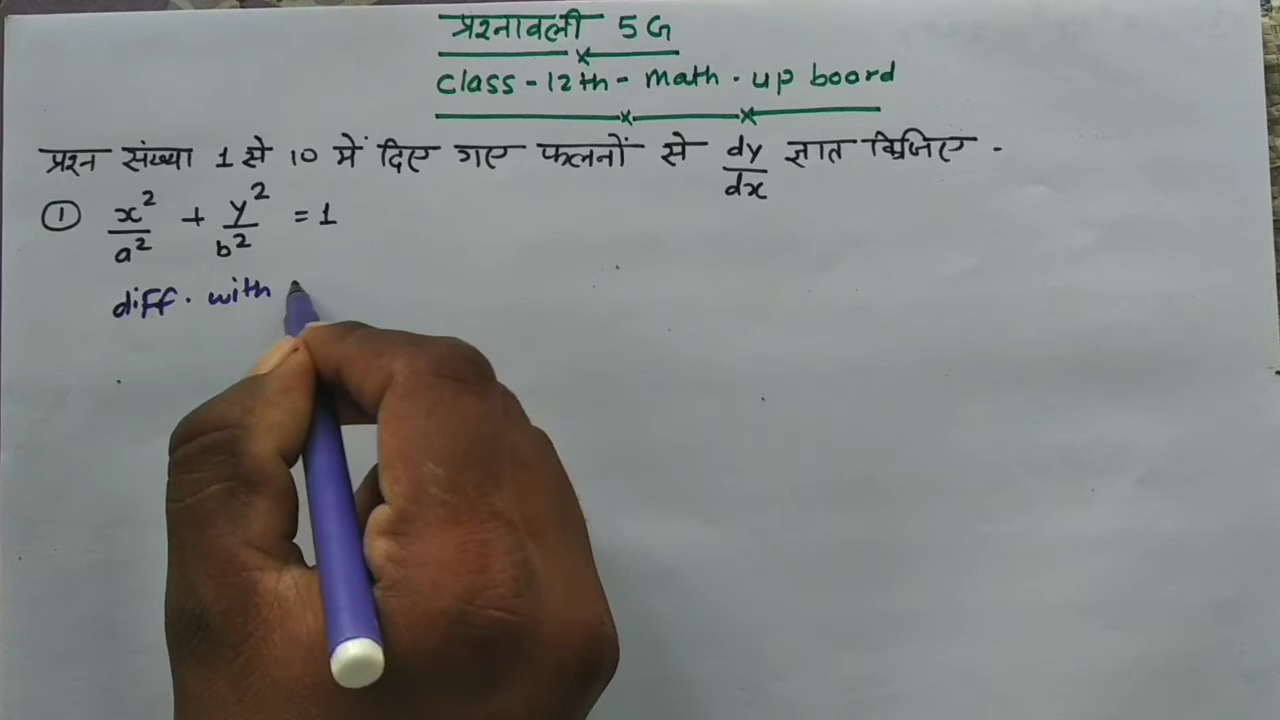 प्रश्नावली 5G
class - 12th - math . up board
प्रश्न संख्या 1 से 10 में दिए गए फलनों से dy/dx ज्ञात किजिए .
① x²/a² + y²/b² = 1
diff. with